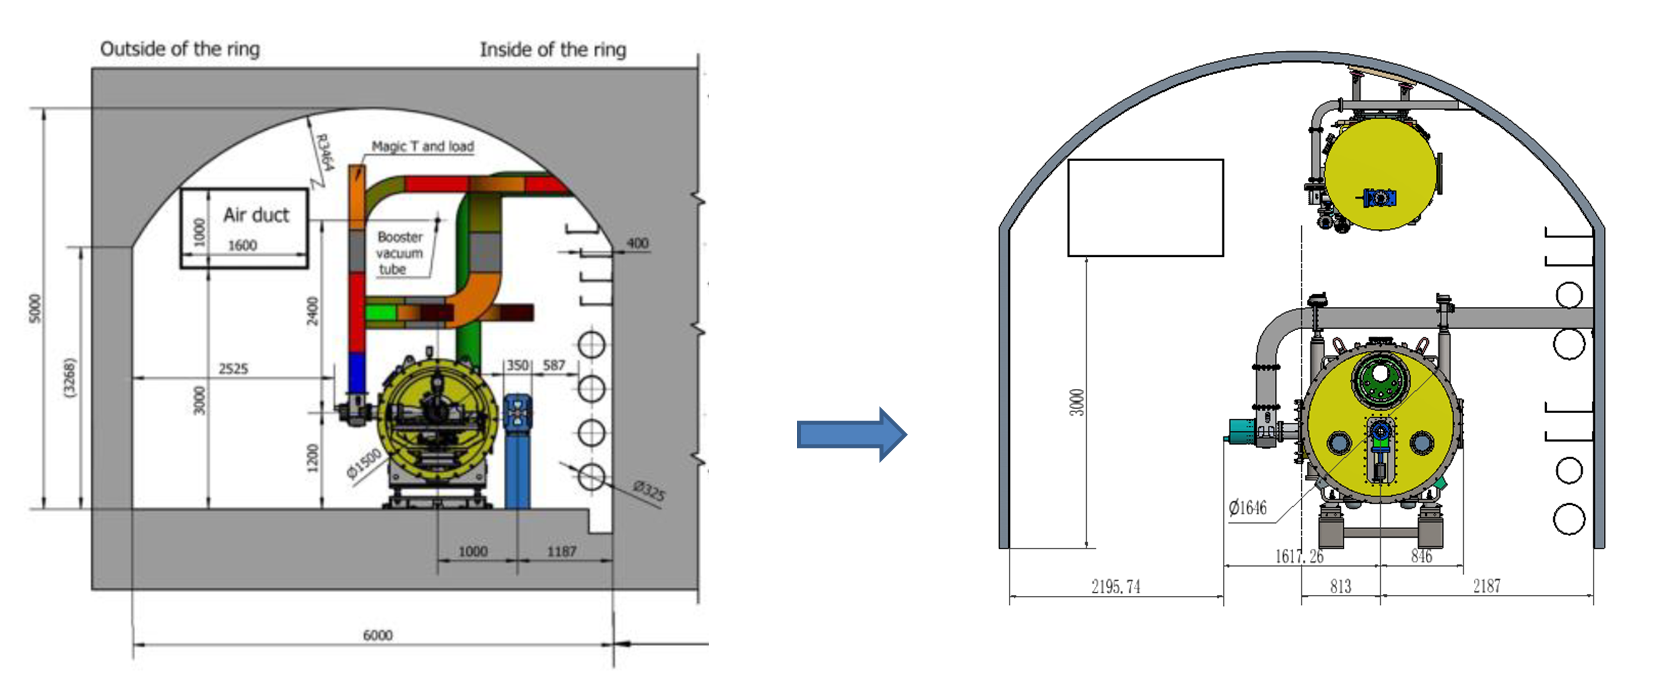 Outside of the ring
Inside of the ring
R3464
Magic T and load
Air duct
1000
1600
Booster
vacuum
tube
400
5000
(3268)
2400
2525
3000
350
587
1200
Ø1500
Ø325
1000
1187
6000
3000
Ø1646
1617.26
846
2195.74
813
2187